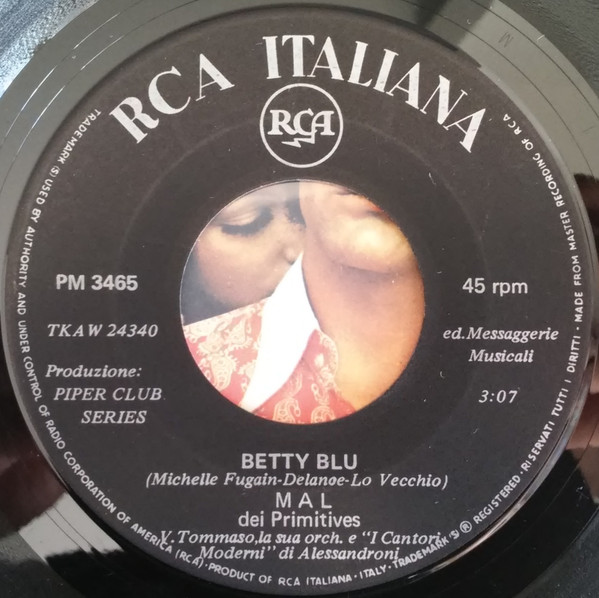 RCA ITALIANA
RCA
PM 3465
45 rpm
TKAW 24340
ed.Messaggerie
Musicali
Produzione:
PIPER CLUB
SERIES
3:07
BETTY BLU
(Michelle Fugain-Delanoe-Lo Vecchio)
MAL
dei Primitives
V. Tommaso,la sua orch. e "I Cantori
Moderni" di Alessandroni
TRADEMARK (S) USED BY AUTHORITY AND UNDER CONTROL OF RADIO CORPORATION OF AMERICA (RCA) · PRODUCT OF RCA ITALIANA · ITALY · TRADEMARK(S) ® REGISTERED · RISERVATI TUTTI I DIRITTI · MADE FROM MASTER RECORDING OF RCA